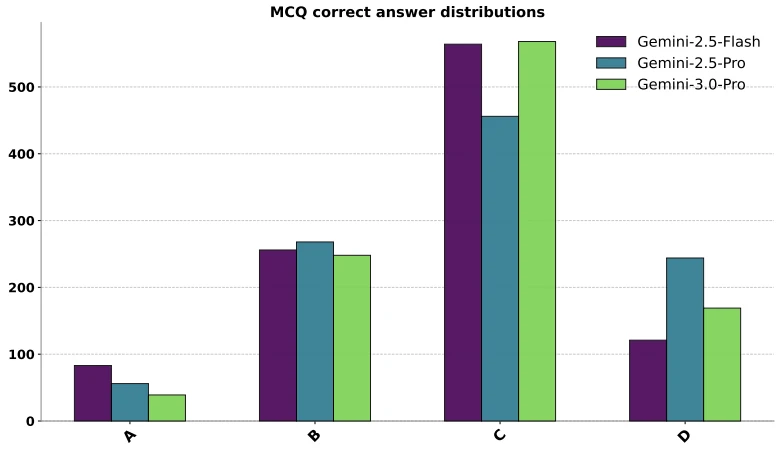 MCQ correct answer distributions
Gemini-2.5-Flash
Gemini-2.5-Pro
Gemini-3.0-Pro
500
400
300
200
100
0
A
B
C
D